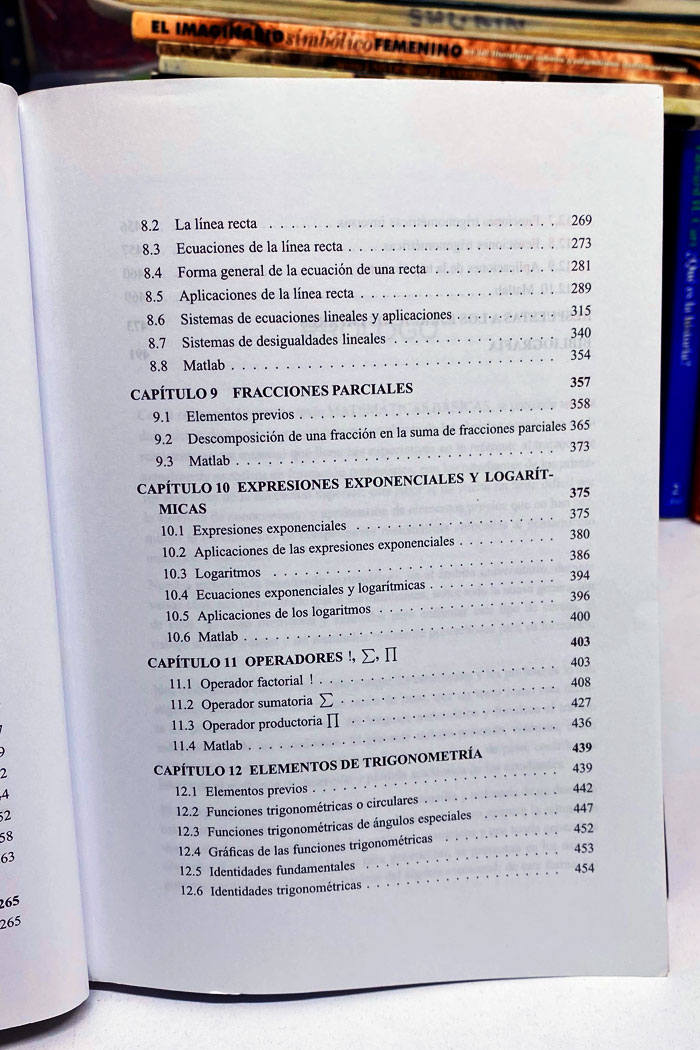 SHUNIN
EL IMAGINARIO simbólico FEMENINO
8.2 La línea recta . . . . . . . . . . . . . . . . . . . . . . . 269
8.3 Ecuaciones de la línea recta . . . . . . . . . . . . . . . . . 273
8.4 Forma general de la ecuación de una recta . . . . . . . . . . 281
8.5 Aplicaciones de la línea recta . . . . . . . . . . . . . . . . 289
8.6 Sistemas de ecuaciones lineales y aplicaciones . . . . . . . . 315
8.7 Sistemas de desigualdades lineales . . . . . . . . . . . . . . 340
8.8 Matlab . . . . . . . . . . . . . . . . . . . . . . . . . . . 354
CAPÍTULO 9 FRACCIONES PARCIALES 357
9.1 Elementos previos . . . . . . . . . . . . . . . . . . . . . . 358
9.2 Descomposición de una fracción en la suma de fracciones parciales 365
9.3 Matlab . . . . . . . . . . . . . . . . . . . . . . . . . . . 373
CAPÍTULO 10 EXPRESIONES EXPONENCIALES Y LOGARÍT-
MICAS 375
10.1 Expresiones exponenciales . . . . . . . . . . . . . . . . . . 375
10.2 Aplicaciones de las expresiones exponenciales . . . . . . . . 380
10.3 Logaritmos . . . . . . . . . . . . . . . . . . . . . . . . . 386
10.4 Ecuaciones exponenciales y logarítmicas . . . . . . . . . . . 394
10.5 Aplicaciones de los logaritmos . . . . . . . . . . . . . . . . 396
10.6 Matlab . . . . . . . . . . . . . . . . . . . . . . . . . . . 400
CAPÍTULO 11 OPERADORES !, ∑, ∏ 403
11.1 Operador factorial ! . . . . . . . . . . . . . . . . . . . . . 403
11.2 Operador sumatoria ∑ . . . . . . . . . . . . . . . . . . . . 408
11.3 Operador productoria ∏ . . . . . . . . . . . . . . . . . . . 427
11.4 Matlab . . . . . . . . . . . . . . . . . . . . . . . . . . . 436
CAPÍTULO 12 ELEMENTOS DE TRIGONOMETRÍA 439
12.1 Elementos previos . . . . . . . . . . . . . . . . . . . . . . 439
12.2 Funciones trigonométricas o circulares . . . . . . . . . . . . 442
12.3 Funciones trigonométricas de ángulos especiales . . . . . . . 447
12.4 Gráficas de las funciones trigonométricas . . . . . . . . . . 452
12.5 Identidades fundamentales . . . . . . . . . . . . . . . . . . 453
12.6 Identidades trigonométricas . . . . . . . . . . . . . . . . . 454
7
9
2
44
52
58
63
265
265